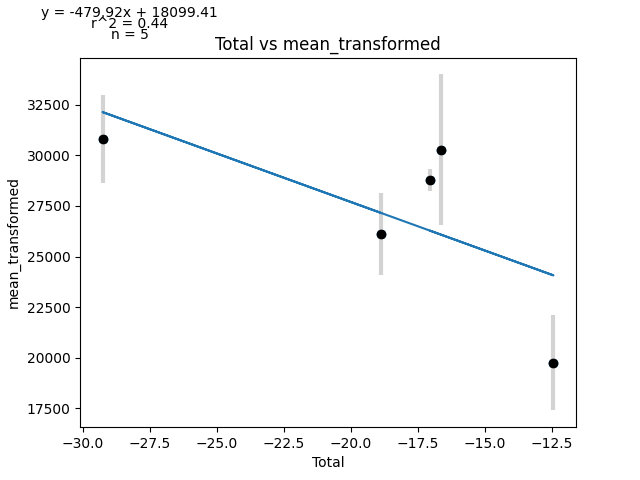 y = -479.92x + 18099.41
r^2 = 0.44
n = 5
Total vs mean_transformed
mean_transformed
32500
30000
27500
25000
22500
20000
17500
−30.0 −27.5 −25.0 −22.5 −20.0 −17.5 −15.0 −12.5
Total